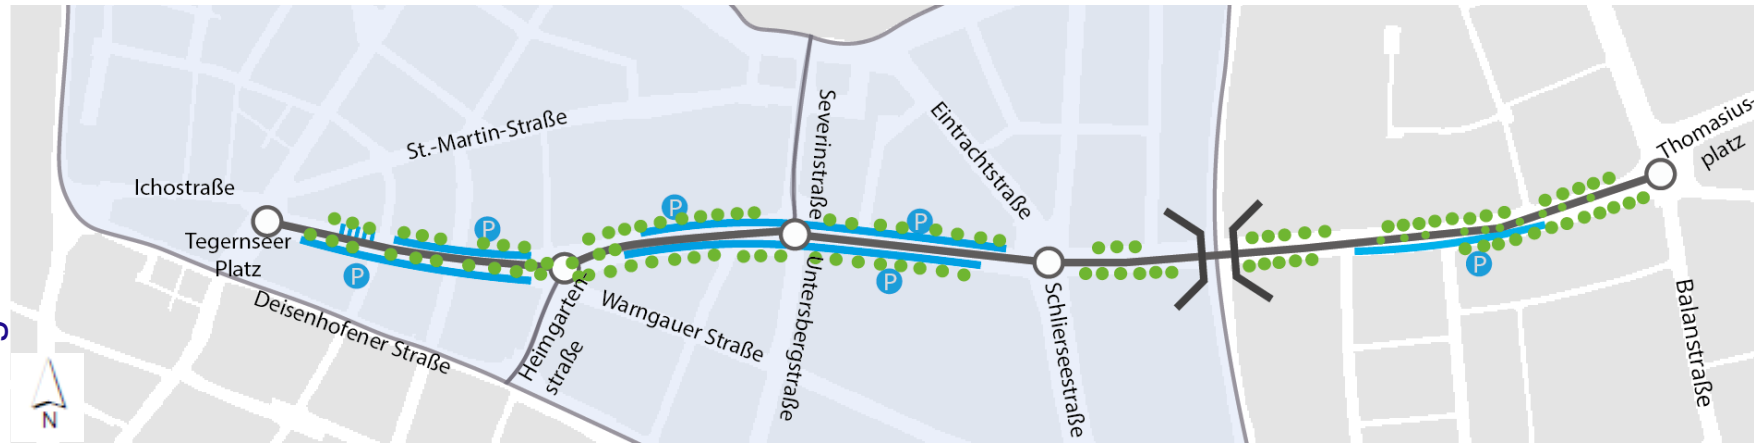 St.-Martin-Straße
Ichostraße
Tegernseer
Platz
Deisenhofener Straße
P
P
P
P
P
P
Heimgarten-
straße
Warngauer Straße
Severinstraße
Untersbergstraße
Eintrachtstraße
Schlierseestraße
Thomasius-
platz
Balanstraße
N